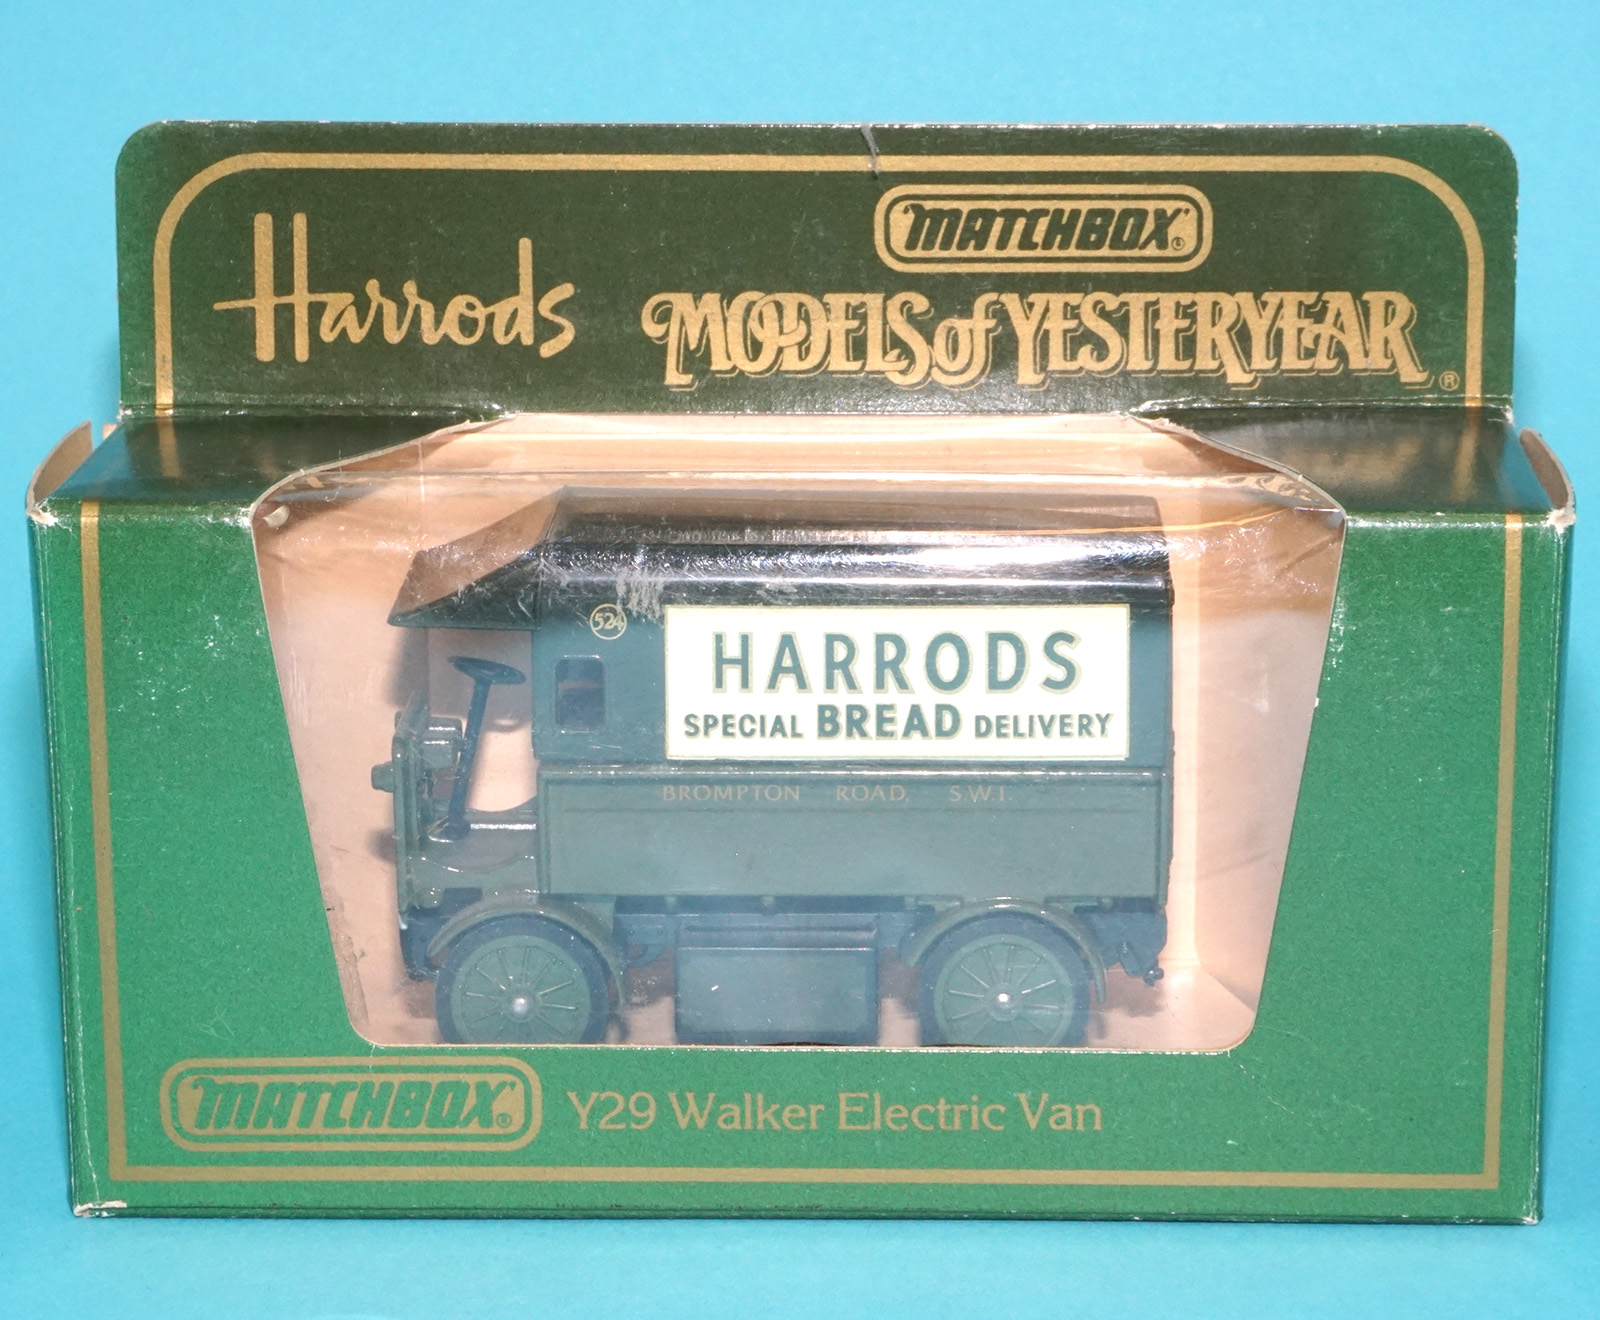 Harrods
MATCHBOX®
MODELS of YESTERYEAR®
524
HARRODS
SPECIAL BREAD DELIVERY
BROMPTON ROAD, S.W.1.
MATCHBOX®
Y29 Walker Electric Van